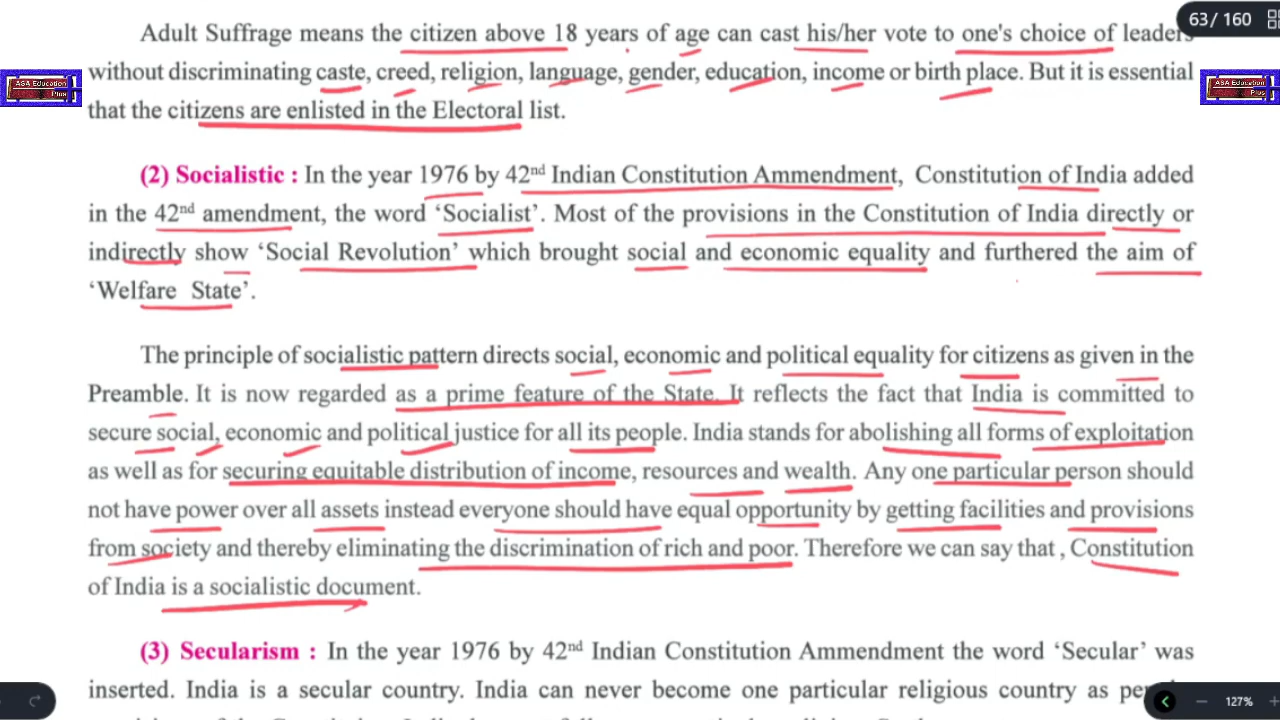 63 / 160
Adult Suffrage means the citizen above 18 years of age can cast his/her vote to one's choice of leaders
without discriminating caste, creed, religion, language, gender, education, income or birth place. But it is essential
that the citizens are enlisted in the Electoral list.
ASA Education Plus
ASA Education Plus
(2) Socialistic : In the year 1976 by 42nd Indian Constitution Ammendment, Constitution of India added
in the 42nd amendment, the word ‘Socialist’. Most of the provisions in the Constitution of India directly or
indirectly show ‘Social Revolution’ which brought social and economic equality and furthered the aim of
‘Welfare State’.
The principle of socialistic pattern directs social, economic and political equality for citizens as given in the
Preamble. It is now regarded as a prime feature of the State. It reflects the fact that India is committed to
secure social, economic and political justice for all its people. India stands for abolishing all forms of exploitation
as well as for securing equitable distribution of income, resources and wealth. Any one particular person should
not have power over all assets instead everyone should have equal opportunity by getting facilities and provisions
from society and thereby eliminating the discrimination of rich and poor. Therefore we can say that , Constitution
of India is a socialistic document.
(3) Secularism : In the year 1976 by 42nd Indian Constitution Ammendment the word ‘Secular’ was
inserted. India is a secular country. India can never become one particular religious country as
127%